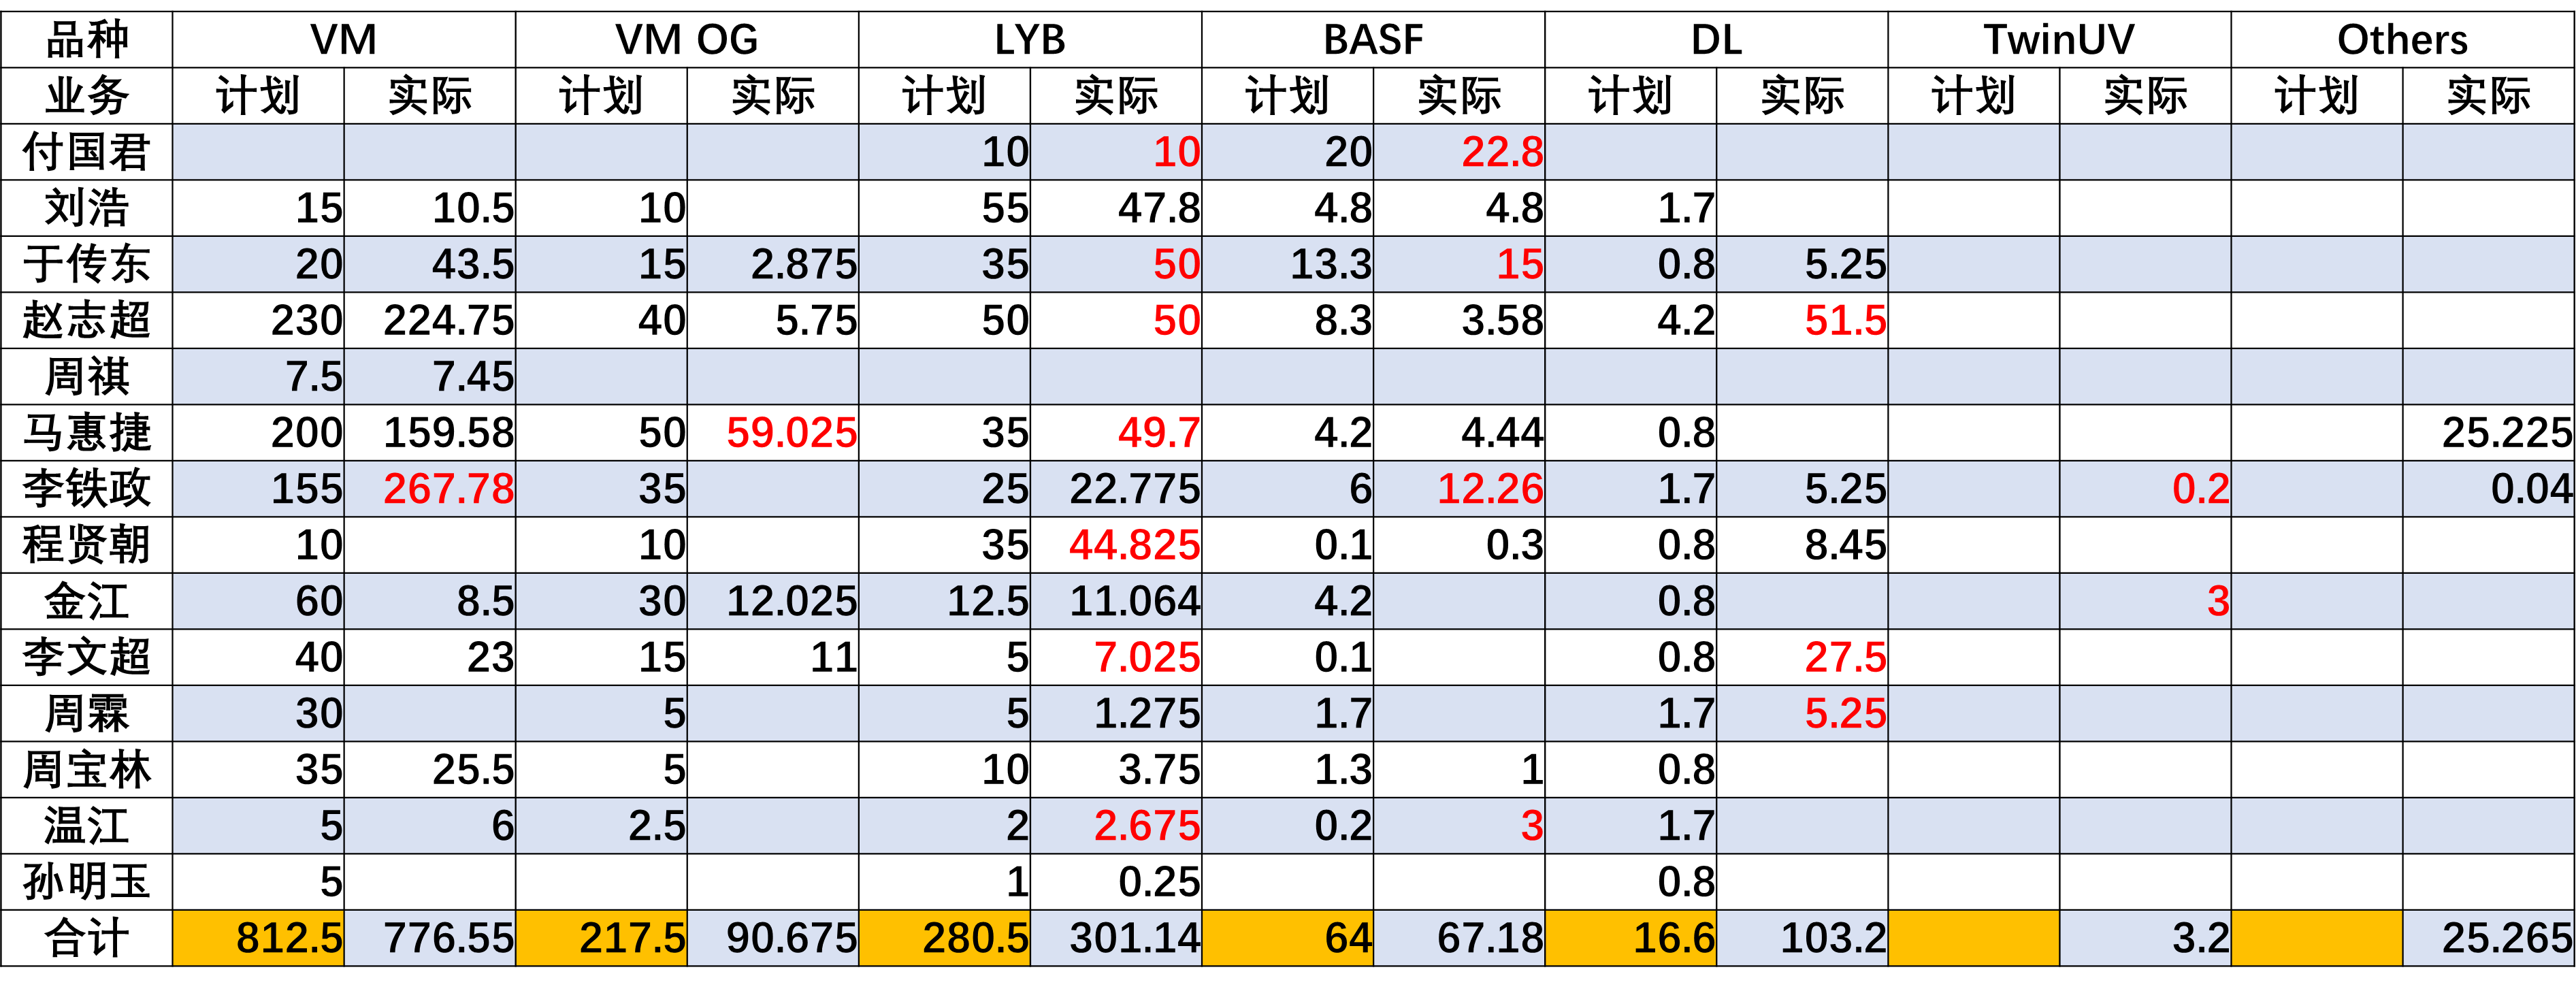 品种 VM VM OG LYB BASF DL TwinUV Others
业务 计划 实际 计划 实际 计划 实际 计划 实际 计划 实际 计划 实际 计划 实际
付国君 10 10 20 22.8
刘浩 15 10.5 10 55 47.8 4.8 4.8 1.7
于传东 20 43.5 15 2.875 35 50 13.3 15 0.8 5.25
赵志超 230 224.75 40 5.75 50 50 8.3 3.58 4.2 51.5
周祺 7.5 7.45
马惠捷 200 159.58 50 59.025 35 49.7 4.2 4.44 0.8 25.225
李铁政 155 267.78 35 25 22.775 6 12.26 1.7 5.25 0.2 0.04
程贤朝 10 10 35 44.825 0.1 0.3 0.8 8.45
金江 60 8.5 30 12.025 12.5 11.064 4.2 0.8 3
李文超 40 23 15 11 5 7.025 0.1 0.8 27.5
周霖 30 5 5 1.275 1.7 1.7 5.25
周宝林 35 25.5 5 10 3.75 1.3 1 0.8
温江 5 6 2.5 2 2.675 0.2 3 1.7
孙明玉 5 1 0.25 0.8
合计 812.5 776.55 217.5 90.675 280.5 301.14 64 67.18 16.6 103.2 3.2 25.265